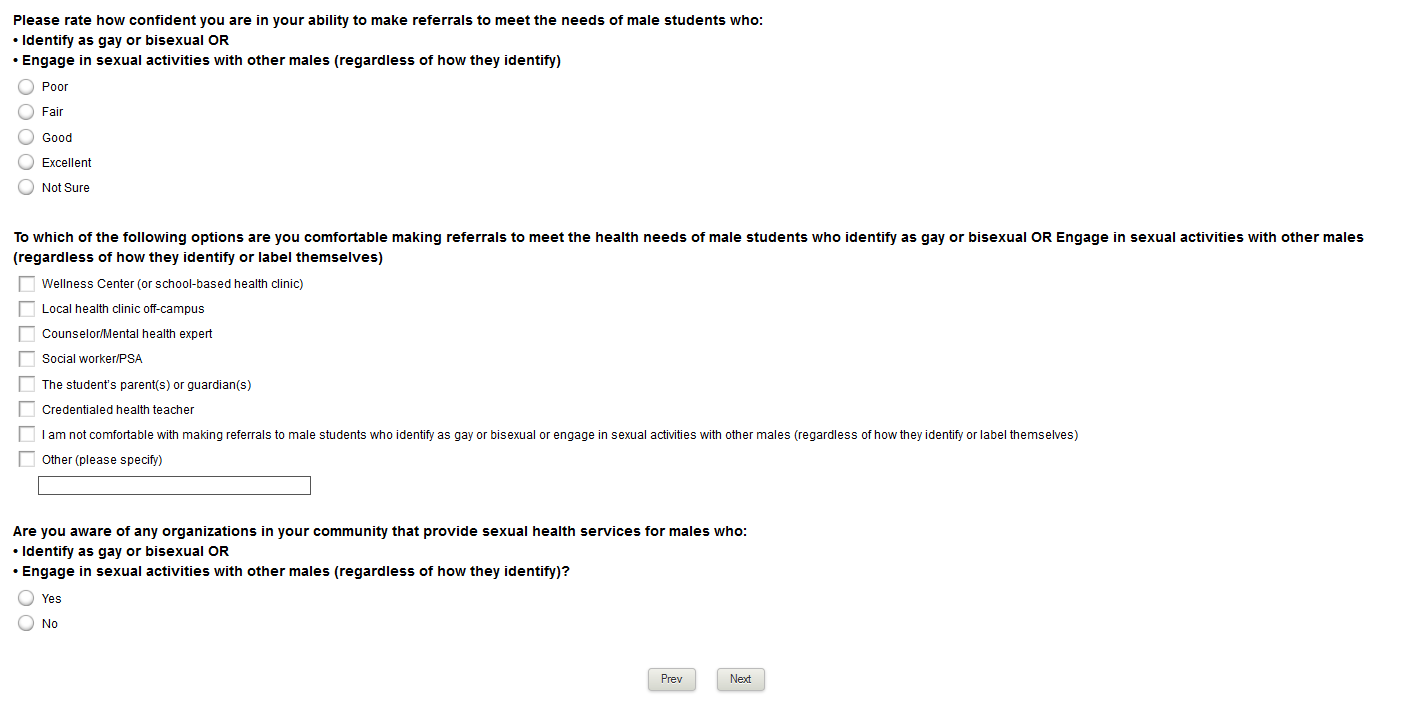 Please rate how confident you are in your ability to make referrals to meet the needs of male students who:
• Identify as gay or bisexual OR
• Engage in sexual activities with other males (regardless of how they identify)
Poor
Fair
Good
Excellent
Not Sure
To which of the following options are you comfortable making referrals to meet the health needs of male students who identify as gay or bisexual OR Engage in sexual activities with other males
(regardless of how they identify or label themselves)
Wellness Center (or school-based health clinic)
Local health clinic off-campus
Counselor/Mental health expert
Social worker/PSA
The student's parent(s) or guardian(s)
Credentialed health teacher
I am not comfortable with making referrals to male students who identify as gay or bisexual or engage in sexual activities with other males (regardless of how they identify or label themselves)
Other (please specify)
Are you aware of any organizations in your community that provide sexual health services for males who:
• Identify as gay or bisexual OR
• Engage in sexual activities with other males (regardless of how they identify)?
Yes
No
Prev Next